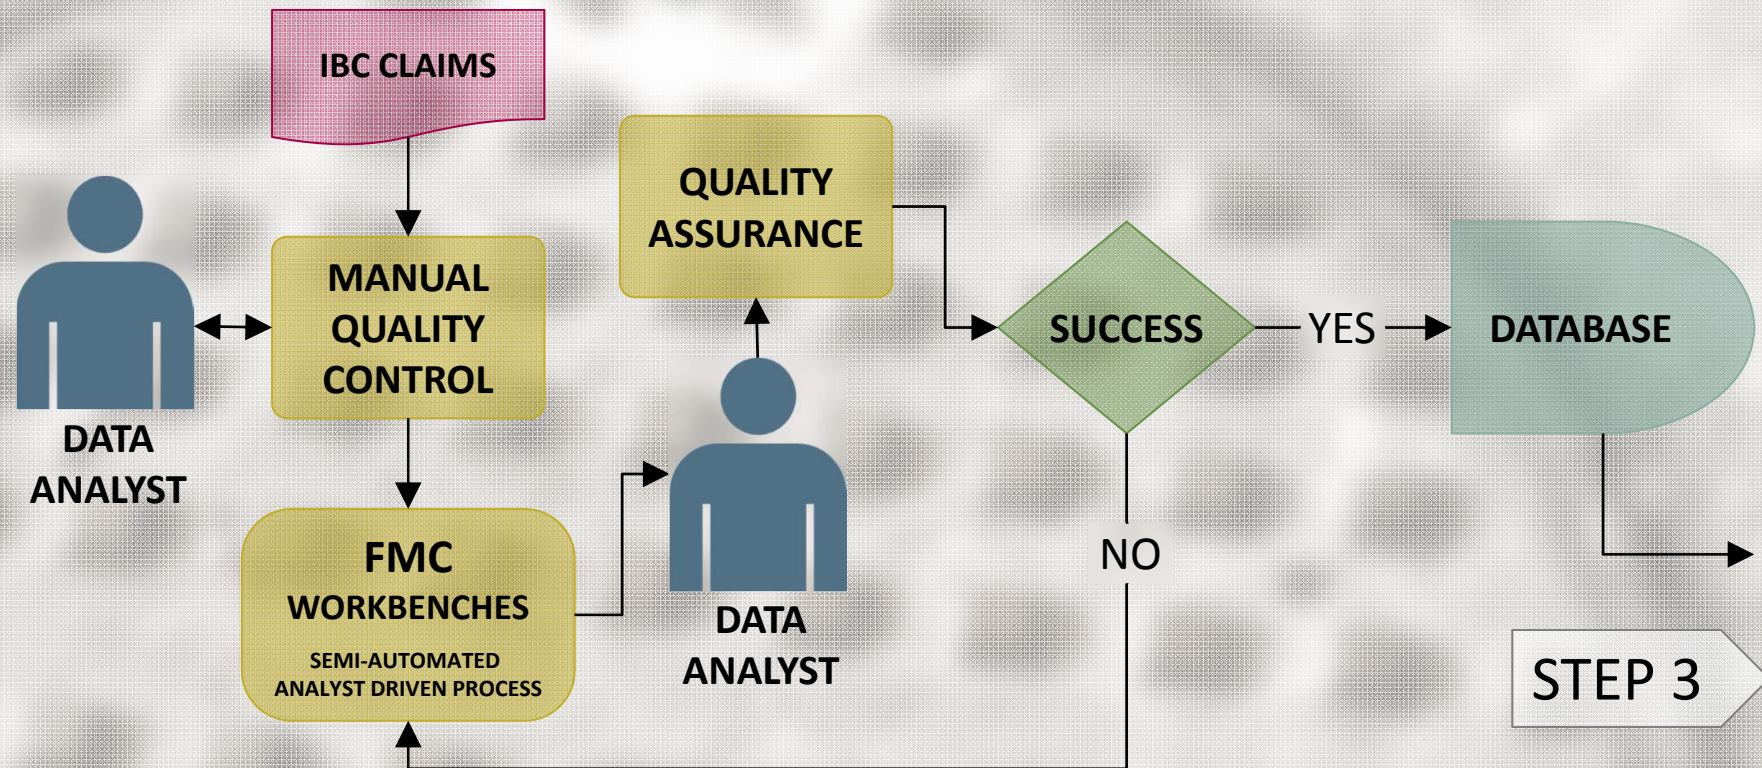 IBC CLAIMS
MANUAL
QUALITY
CONTROL
DATA
ANALYST
FMC
WORKBENCHES
SEMI-AUTOMATED
ANALYST DRIVEN PROCESS
DATA
ANALYST
QUALITY
ASSURANCE
SUCCESS
YES
DATABASE
NO
STEP 3